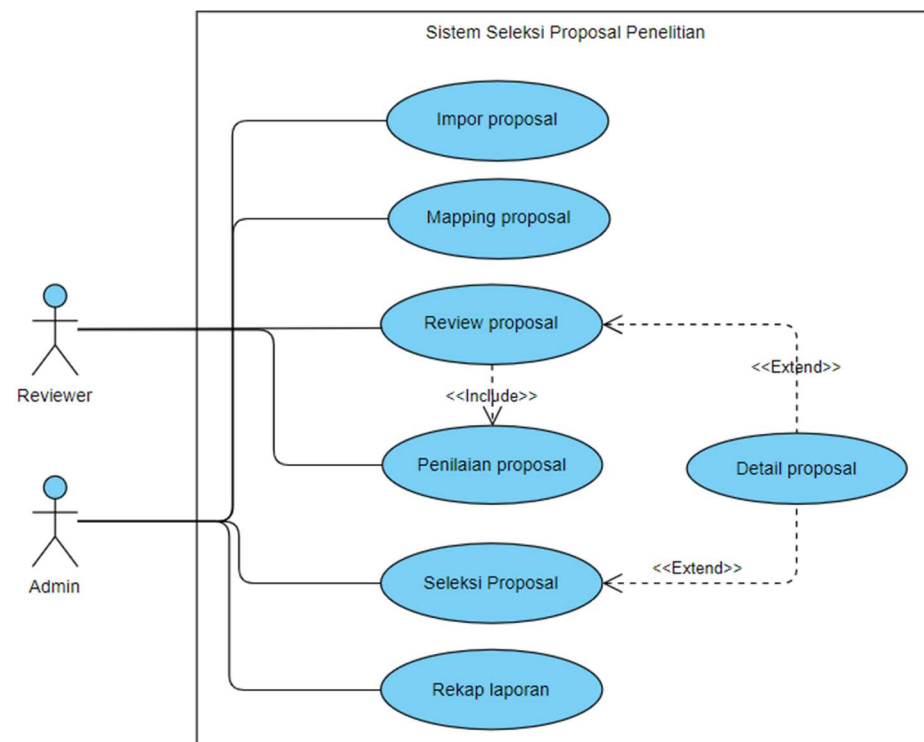 Sistem Seleksi Proposal Penelitian
Impor proposal
Mapping proposal
Review proposal
<<Extend>>
Reviewer
<<Include>>
Penilaian proposal
Detail proposal
Admin
Seleksi Proposal
<<Extend>>
Rekap laporan